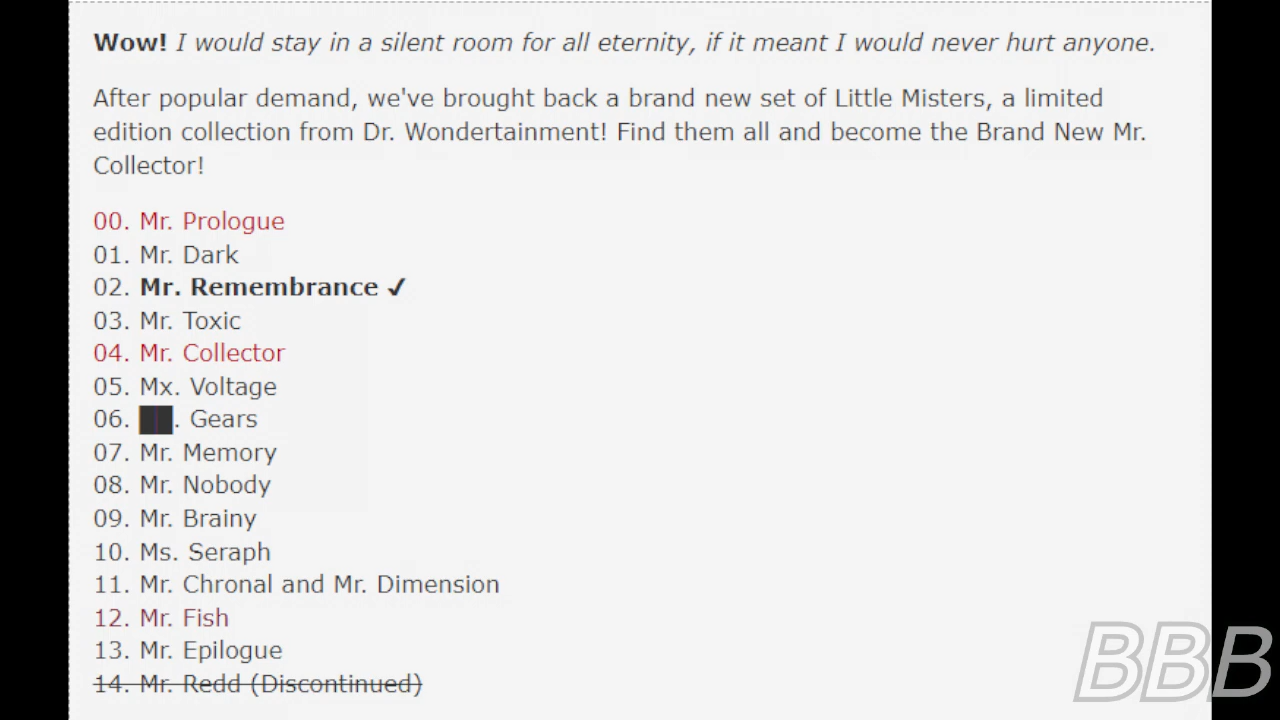 Wow! I would stay in a silent room for all eternity, if it meant I would never hurt anyone.
After popular demand, we've brought back a brand new set of Little Misters, a limited
edition collection from Dr. Wondertainment! Find them all and become the Brand New Mr.
Collector!
00. Mr. Prologue
01. Mr. Dark
02. Mr. Remembrance ✓
03. Mr. Toxic
04. Mr. Collector
05. Mx. Voltage
06. ██. Gears
07. Mr. Memory
08. Mr. Nobody
09. Mr. Brainy
10. Ms. Seraph
11. Mr. Chronal and Mr. Dimension
12. Mr. Fish
13. Mr. Epilogue
14. Mr. Redd (Discontinued)
BBB